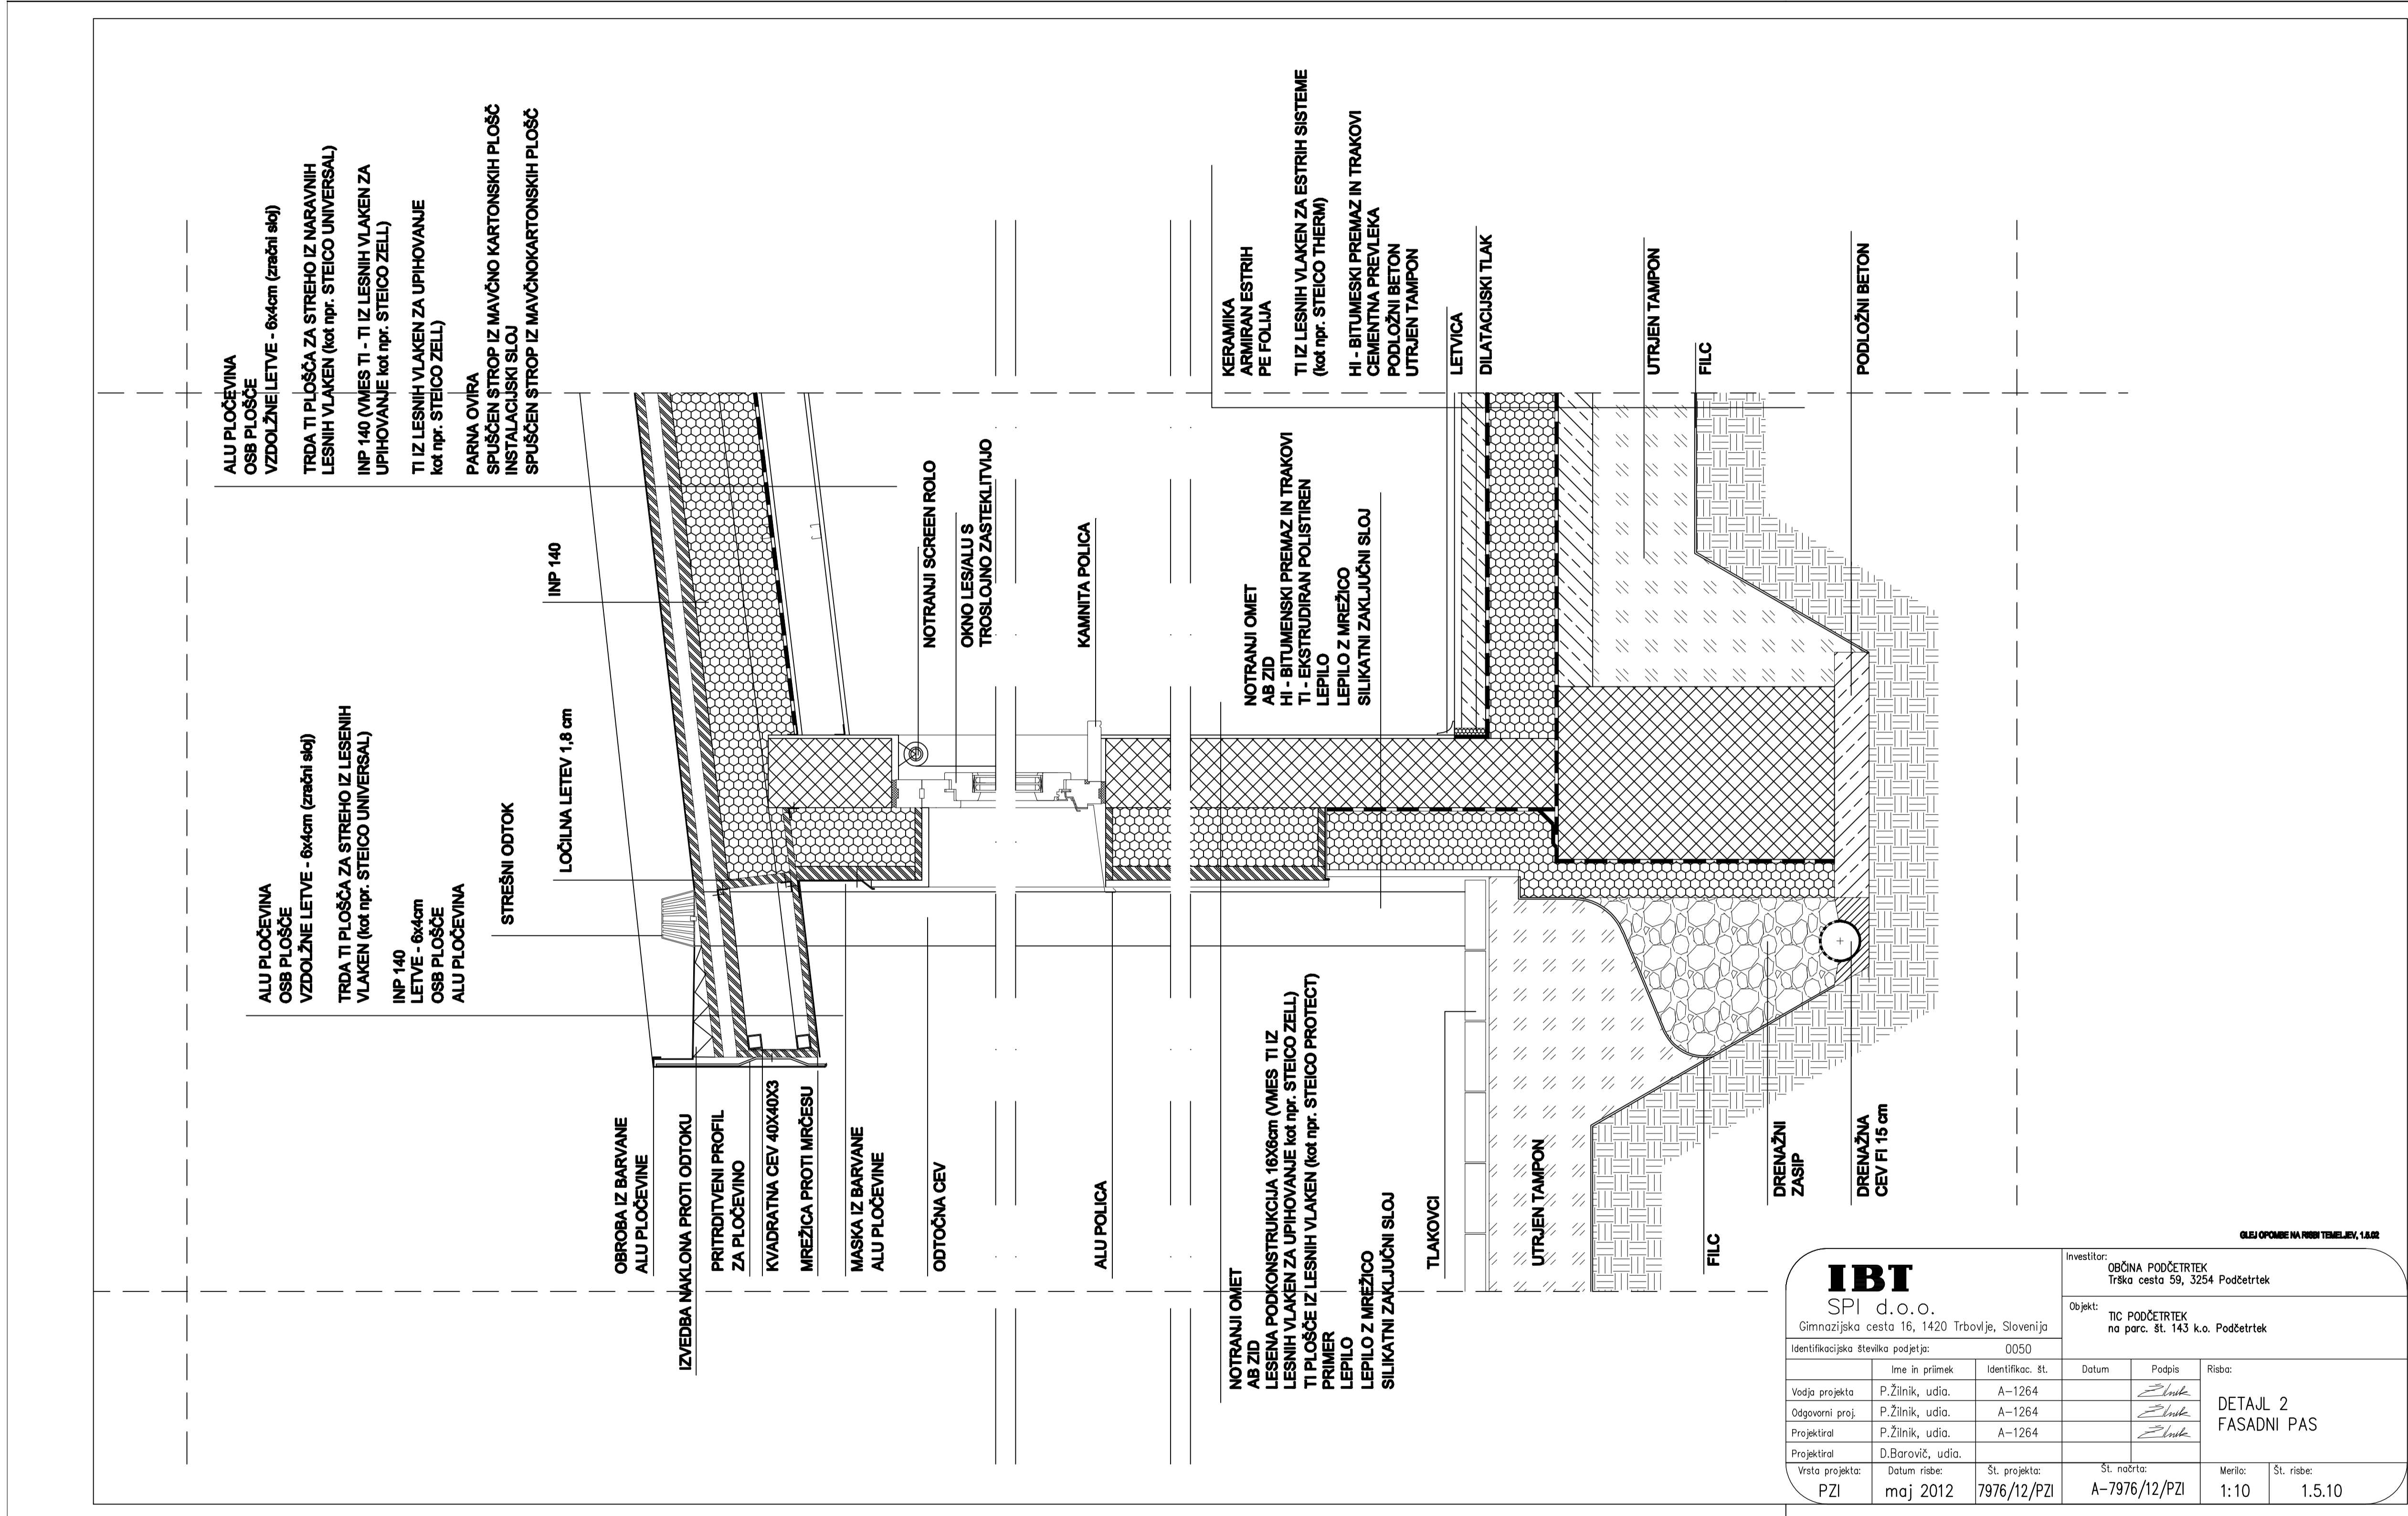 ALU PLOČEVINA
OSB PLOŠČE
VZDOLŽNE LETVE - 6x4cm (zračni sloj)
TRDA TI PLOŠČA ZA STREHO IZ NARAVNIH
LESNIH VLAKEN (kot npr. STEICO UNIVERSAL)
INP 140 (VMES TI - TI IZ LESNIH VLAKEN ZA
UPIHOVANJE kot npr. STEICO ZELL)
TI IZ LESNIH VLAKEN ZA UPIHOVANJE
kot npr. STEICO ZELL)
PARNA OVIRA
SPUŠČEN STROP IZ MAVČNO KARTONSKIH PLOŠČ
INSTALACIJSKI SLOJ
SPUŠČEN STROP IZ MAVČNOKARTONSKIH PLOŠČ
INP 140
LOČILNA LETEV 1,8 cm
STREŠNI ODTOK
ALU PLOČEVINA
OSB PLOŠČE
VZDOLŽNE LETVE - 6x4cm (zračni sloj)
TRDA TI PLOŠČA ZA STREHO IZ LESENIH
VLAKEN (kot npr. STEICO UNIVERSAL)
INP 140
LETVE - 6x4cm
OSB PLOŠČE
ALU PLOČEVINA
NOTRANJI SCREEN ROLO
OKNO LES/ALU S
TROSLOJNO ZASTEKLITVIJO
KAMNITA POLICA
KERAMIKA
ARMIRAN ESTRIH
PE FOLIJA
TI IZ LESNIH VLAKEN ZA ESTRIH SISTEME
(kot npr. STEICO THERM)
HI - BITUMESKI PREMAZ IN TRAKOVI
CEMENTNA PREVLEKA
PODLOŽNI BETON
UTRJEN TAMPON
LETVICA
DILATACIJSKI TLAK
UTRJEN TAMPON
FILC
PODLOŽNI BETON
NOTRANJI OMET
AB ZID
HI - BITUMENSKI PREMAZ IN TRAKOVI
TI - EKSTRUDIRAN POLISTIREN
LEPILO
LEPILO Z MREŽICO
SILIKATNI ZAKLJUČNI SLOJ
OBROBA IZ BARVANE
ALU PLOČEVINE
IZVEDBA NAKLONA PROTI ODTOKU
PRITRDITVENI PROFIL
ZA PLOČEVINO
KVADRATNA CEV 40X40X3
MREŽICA PROTI MRČESU
MASKA IZ BARVANE
ALU PLOČEVINE
ODTOČNA CEV
ALU POLICA
NOTRANJI OMET
AB ZID
LESENA PODKONSTRUKCIJA 16X6cm (VMES TI IZ
LESNIH VLAKEN ZA UPIHOVANJE kot npr. STEICO ZELL)
TI PLOŠČE IZ LESNIH VLAKEN (kot npr. STEICO PROTECT)
PRIMER
LEPILO
LEPILO Z MREŽICO
SILIKATNI ZAKLJUČNI SLOJ
TLAKOVCI
UTRJEN TAMPON
FILC
DRENAŽNI
ZASIP
DRENAŽNA
CEV FI 15 cm
GLEJ OPOMBE NA RISBI TEMELJEV, 1.5.02
IBT
SPI d.o.o.
Gimnazijska cesta 16, 1420 Trbovlje, Slovenija
Identifikacijska številka podjetja: 0050
Investitor:
OBČINA PODČETRTEK
Trška cesta 59, 3254 Podčetrtek
Objekt:
TIC PODČETRTEK
na parc. št. 143 k.o. Podčetrtek
Ime in priimek Identifikac. št. Datum Podpis
Vodja projekta P.Žilnik, udia. A-1264
Odgovorni proj. P.Žilnik, udia. A-1264
Projektiral P.Žilnik, udia. A-1264
Projektiral D.Barovič, udia.
Risba:
DETAJL 2
FASADNI PAS
Vrsta projekta: Datum risbe: Št. projekta: Št. načrta: Merilo: Št. risbe:
PZI maj 2012 7976/12/PZI A-7976/12/PZI 1:10 1.5.10